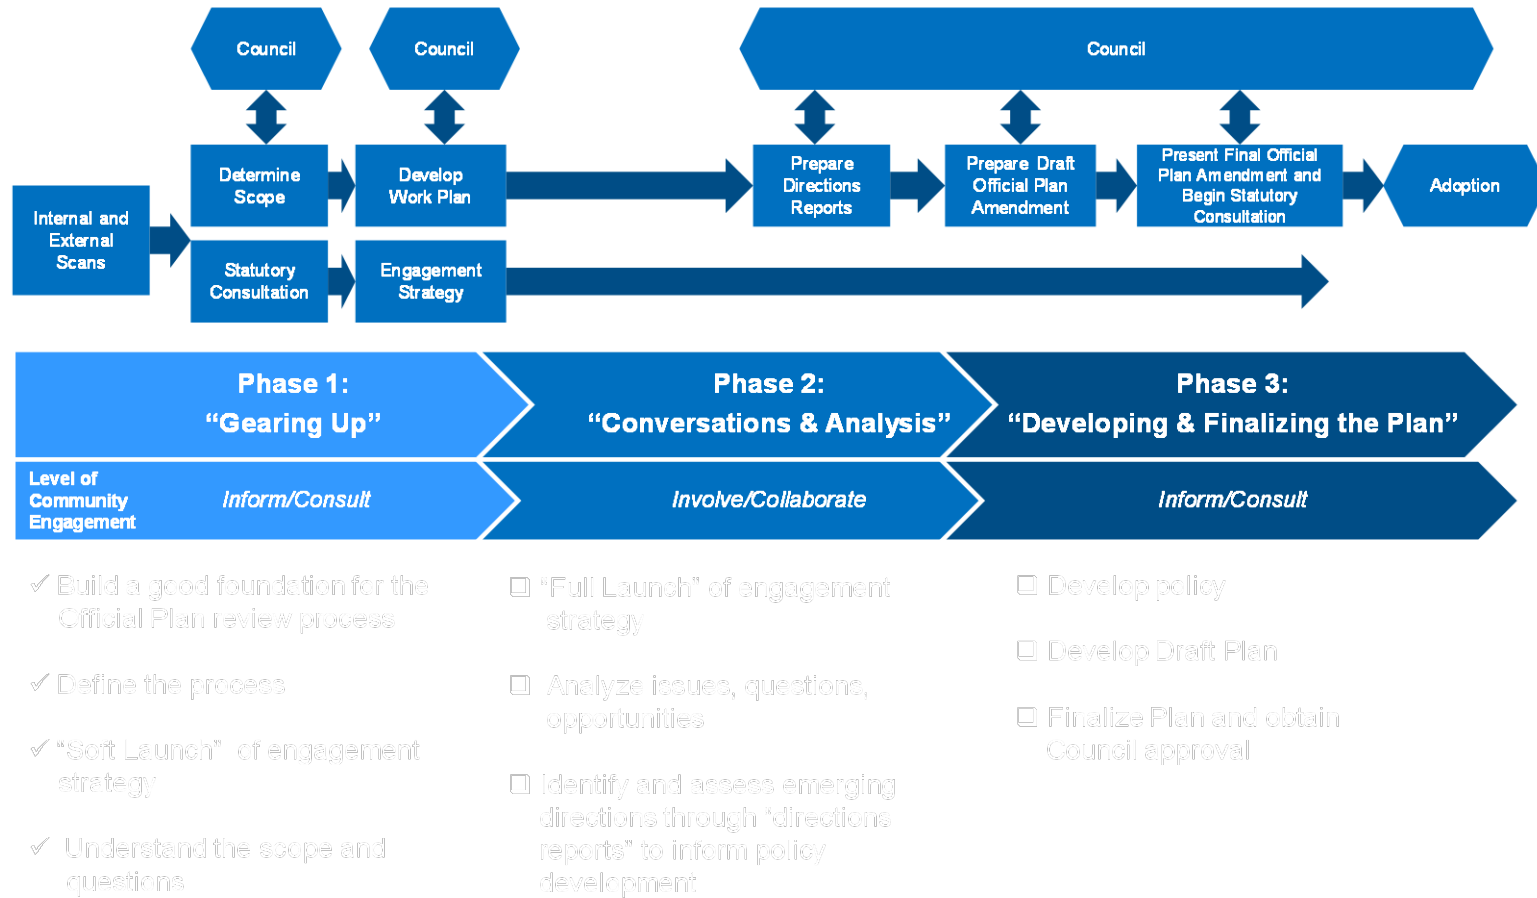 Council
Council
Council
Determine
Scope
Develop
Work Plan
Prepare
Directions
Reports
Prepare Draft
Official Plan
Amendment
Present Final Official
Plan Amendment and
Begin Statutory
Consultation
Adoption
Internal and
External
Scans
Statutory
Consultation
Engagement
Strategy
Phase 1:
“Gearing Up”
Phase 2:
“Conversations & Analysis”
Phase 3:
“Developing & Finalizing the Plan”
Level of
Community
Engagement
Inform/Consult
Involve/Collaborate
Inform/Consult
✓ Build a good foundation for the
Official Plan review process
✓ Define the process
✓ “Soft Launch” of engagement
strategy
✓ Understand the scope and
questions
❑ “Full Launch” of engagement
strategy
❑ Analyze issues, questions,
opportunities
❑ Identify and assess emerging
directions through “directions
reports” to inform policy
development
❑ Develop policy
❑ Develop Draft Plan
❑ Finalize Plan and obtain
Council approval